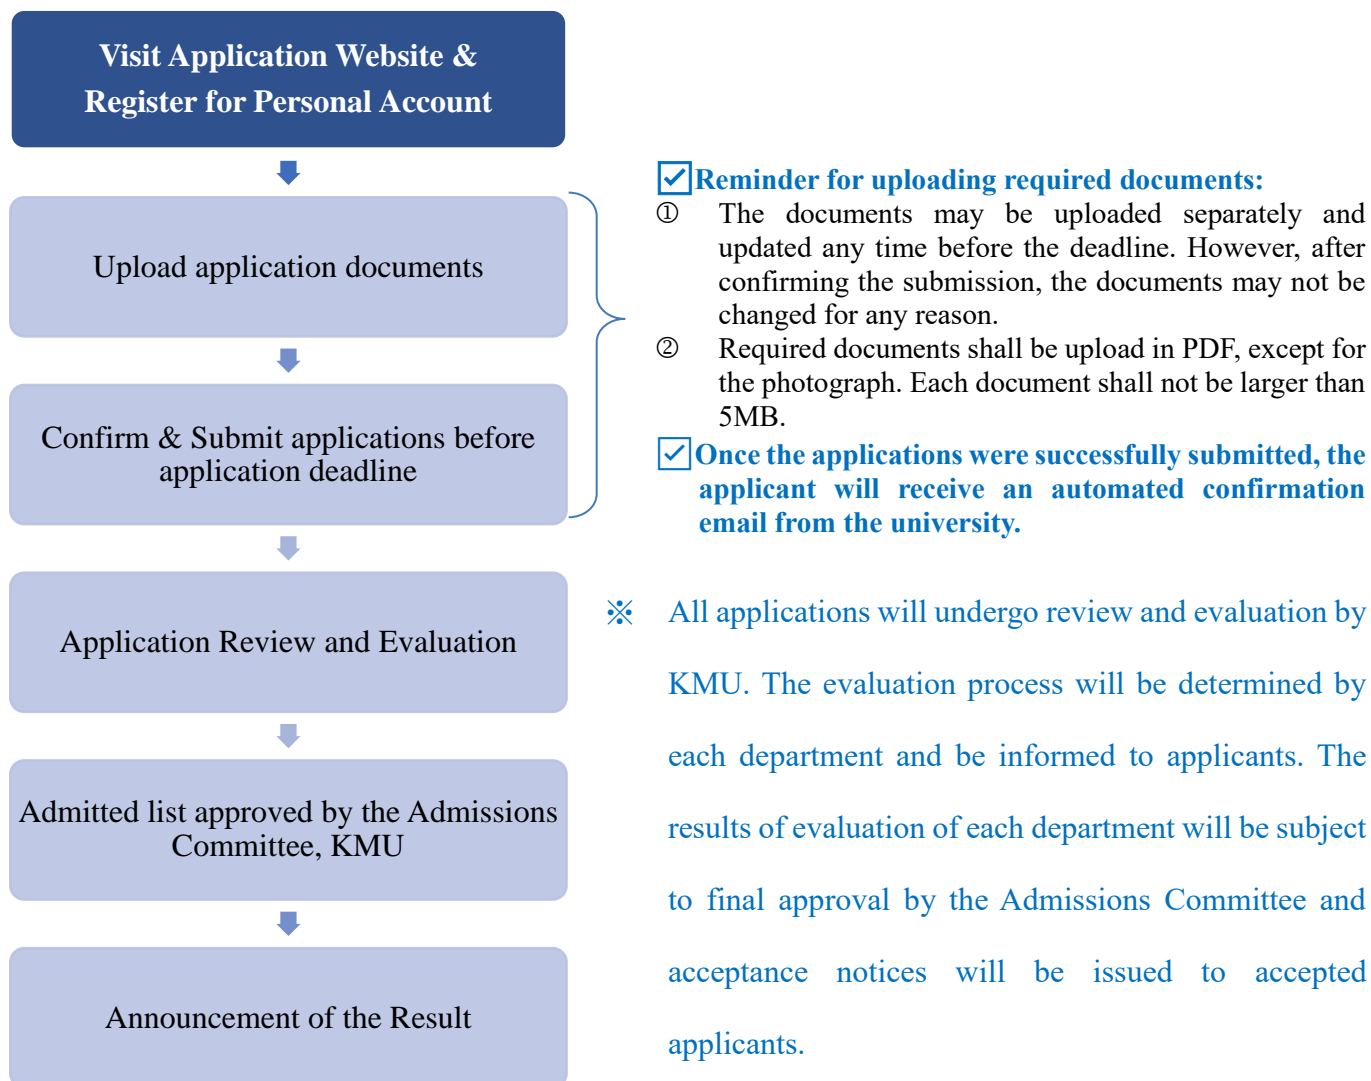 Visit Application Website &
Register for Personal Account
Upload application documents
Confirm & Submit applications before
application deadline
Application Review and Evaluation
Admitted list approved by the Admissions
Committee, KMU
Announcement of the Result
☑Reminder for uploading required documents:
① The documents may be uploaded separately and
updated any time before the deadline. However, after
confirming the submission, the documents may not be
changed for any reason.
② Required documents shall be upload in PDF, except for
the photograph. Each document shall not be larger than
5MB.
☑Once the applications were successfully submitted, the
applicant will receive an automated confirmation
email from the university.
※ All applications will undergo review and evaluation by
KMU. The evaluation process will be determined by
each department and be informed to applicants. The
results of evaluation of each department will be subject
to final approval by the Admissions Committee and
acceptance notices will be issued to accepted
applicants.